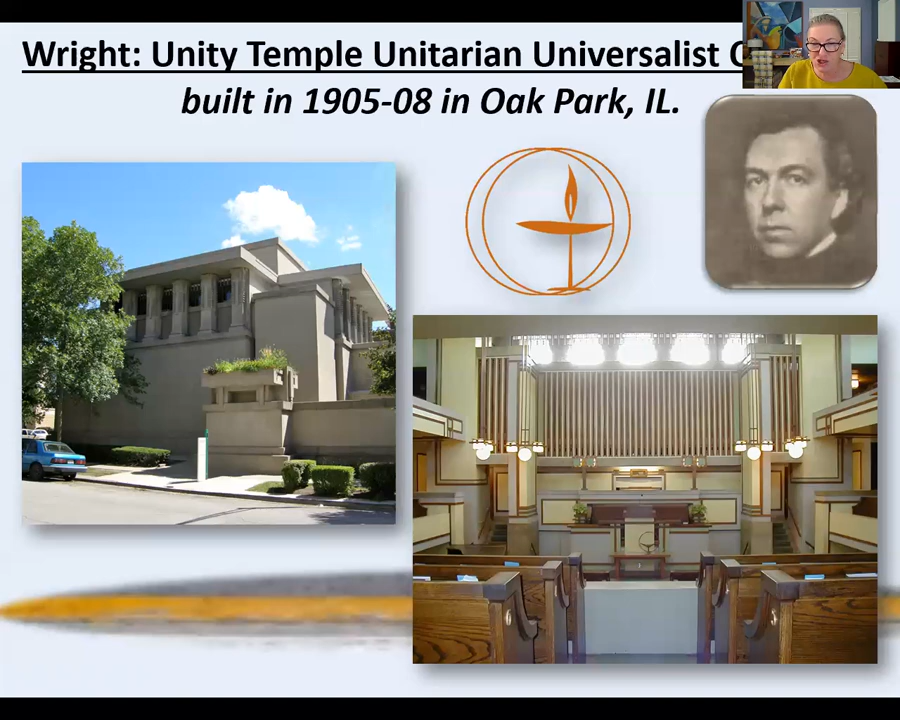 Wright: Unity Temple Unitarian Universalist
built in 1905-08 in Oak Park, IL.